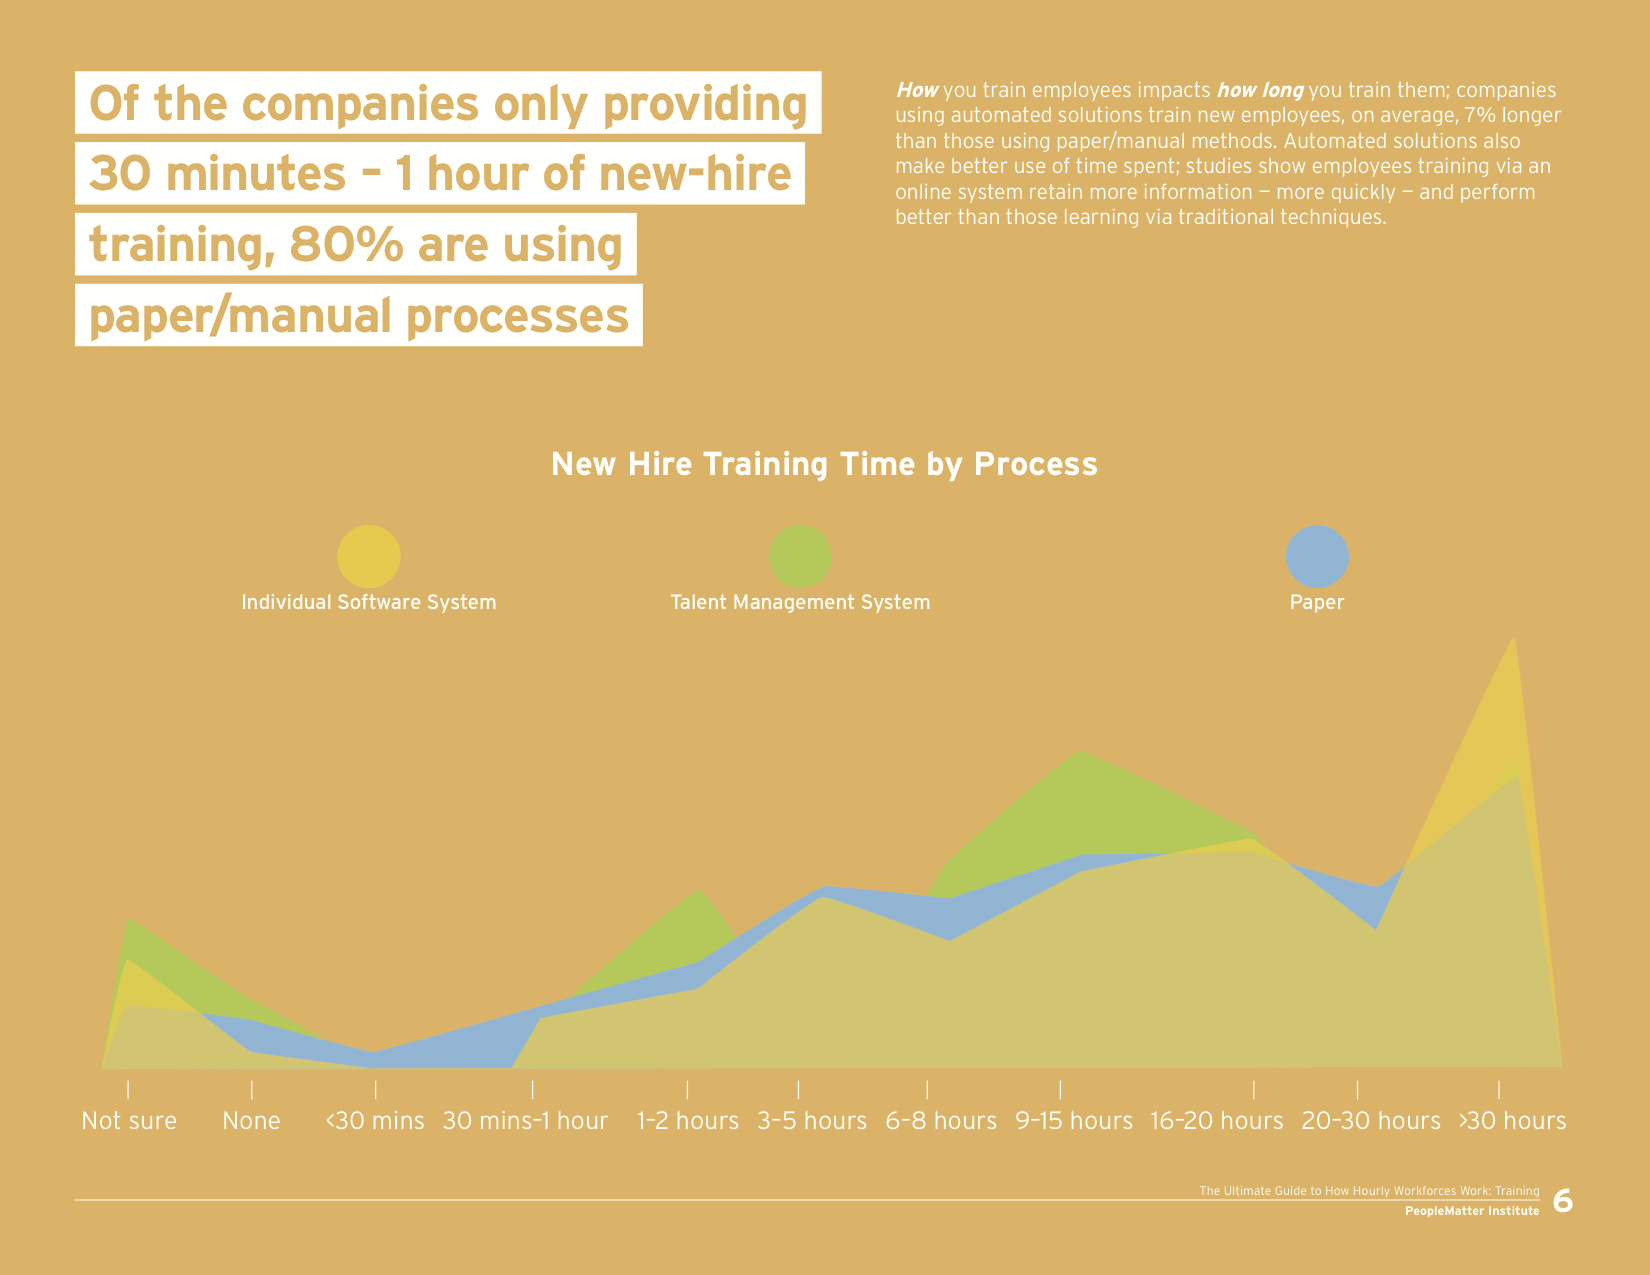 Of the companies only providing
30 minutes – 1 hour of new-hire
training, 80% are using
paper/manual processes
How you train employees impacts how long you train them; companies
using automated solutions train new employees, on average, 7% longer
than those using paper/manual methods. Automated solutions also
make better use of time spent; studies show employees training via an
online system retain more information — more quickly — and perform
better than those learning via traditional techniques.
New Hire Training Time by Process
Individual Software System
Talent Management System
Paper
Not sure
None
<30 mins
30 mins–1 hour
1–2 hours
3–5 hours
6–8 hours
9–15 hours
16–20 hours
20–30 hours
>30 hours
The Ultimate Guide to How Hourly Workforces Work: Training
PeopleMatter Institute
6